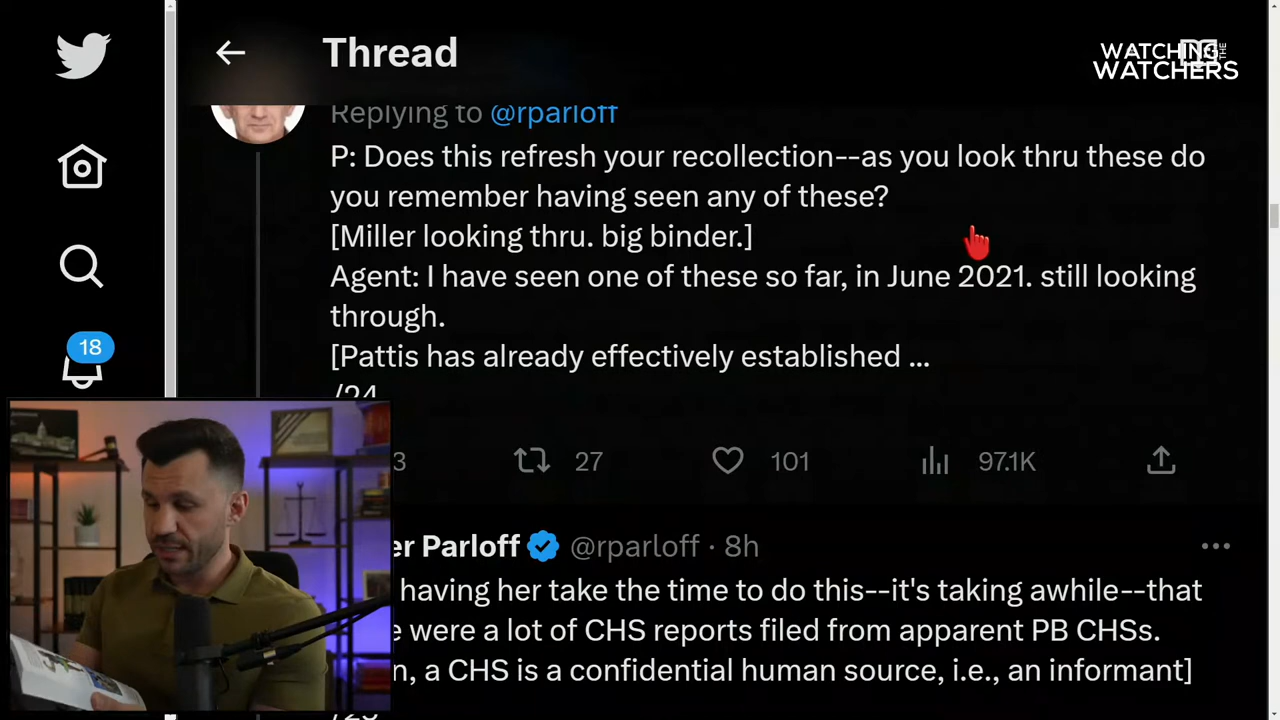 Thread
WATCHING THE
WATCHERS
Replying to @rparloff
P: Does this refresh your recollection--as you look thru these do
you remember having seen any of these?
[Miller looking thru. big binder.]
Agent: I have seen one of these so far, in June 2021. still looking
through.
[Pattis has already effectively established ...
/24
18
3 27 101 97.1K
er Parloff @rparloff · 8h
having her take the time to do this--it's taking awhile--that
e were a lot of CHS reports filed from apparent PB CHSs.
n, a CHS is a confidential human source, i.e., an informant]